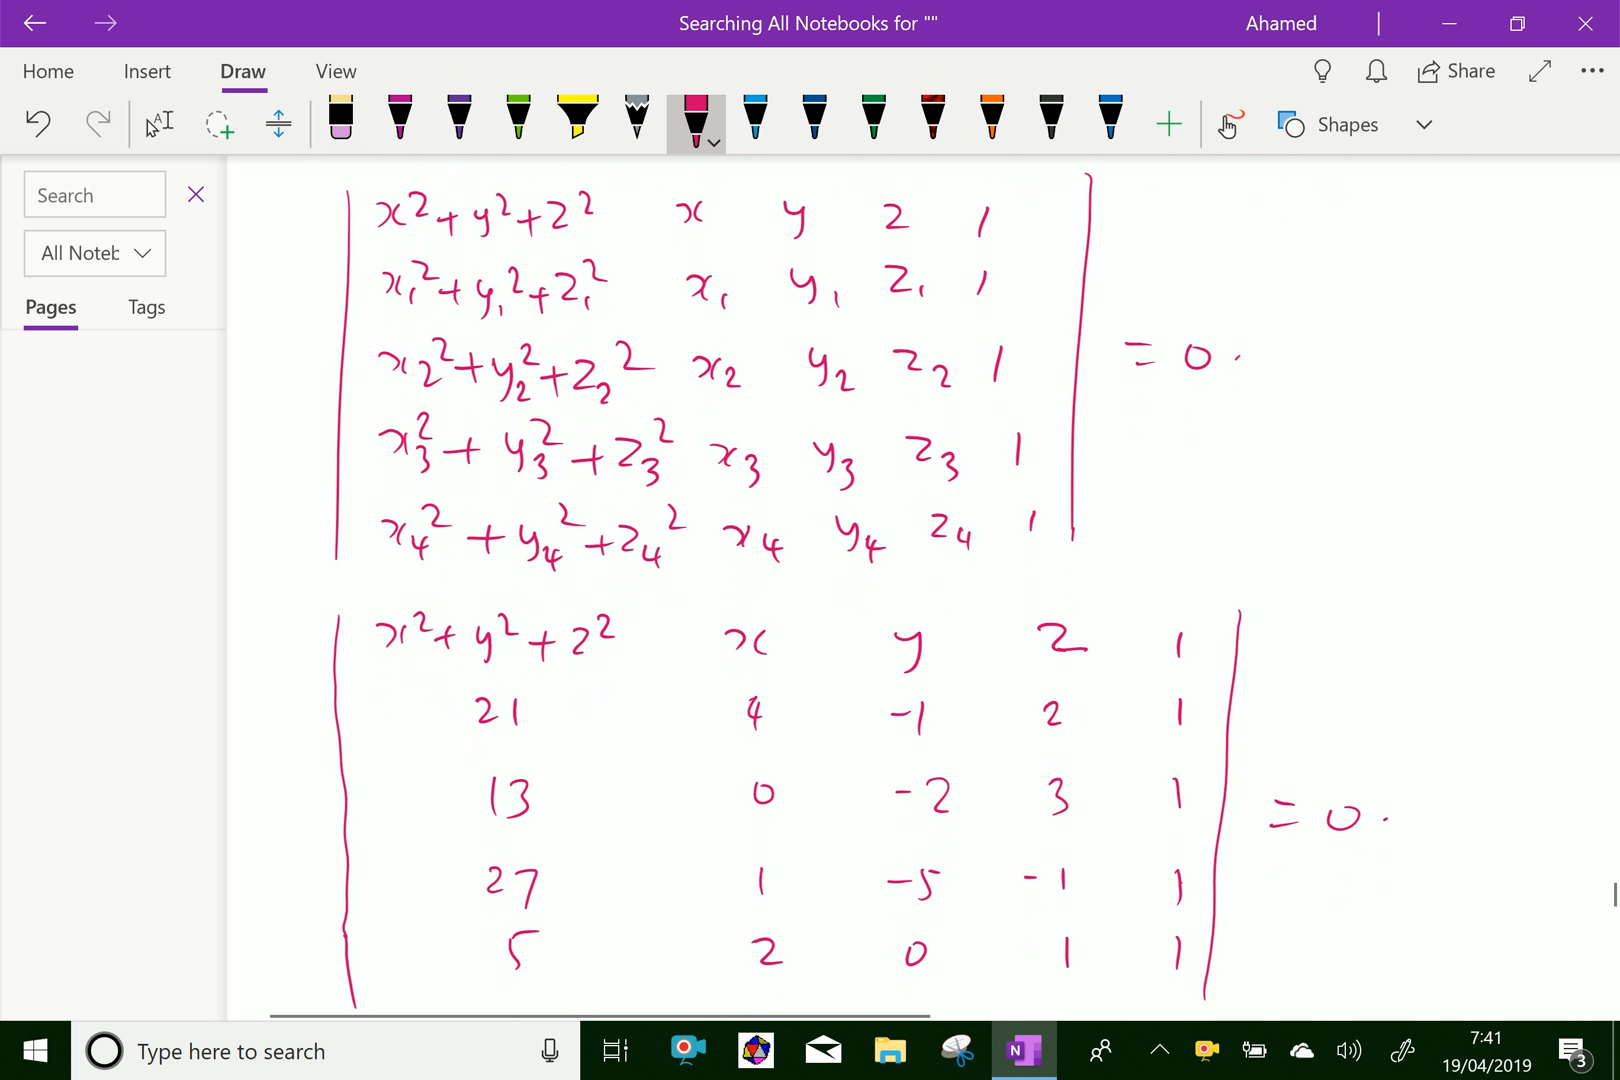 Searching All Notebooks for "" Ahamed
Home Insert Draw View Share
Shapes
Search
All Noteb
Pages Tags
x² + y² + z² x y z 1
x₁² + y₁² + z₁² x₁ y₁ z₁ 1
x₂² + y₂² + z₂² x₂ y₂ z₂ 1 = 0.
x₃² + y₃² + z₃² x₃ y₃ z₃ 1
x₄² + y₄² + z₄² x₄ y₄ z₄ 1
x² + y² + z² x y z 1
21 4 -1 2 1
13 0 -2 3 1 = 0.
27 1 -5 -1 1
5 2 0 1 1
Type here to search
7:41
19/04/2019
3